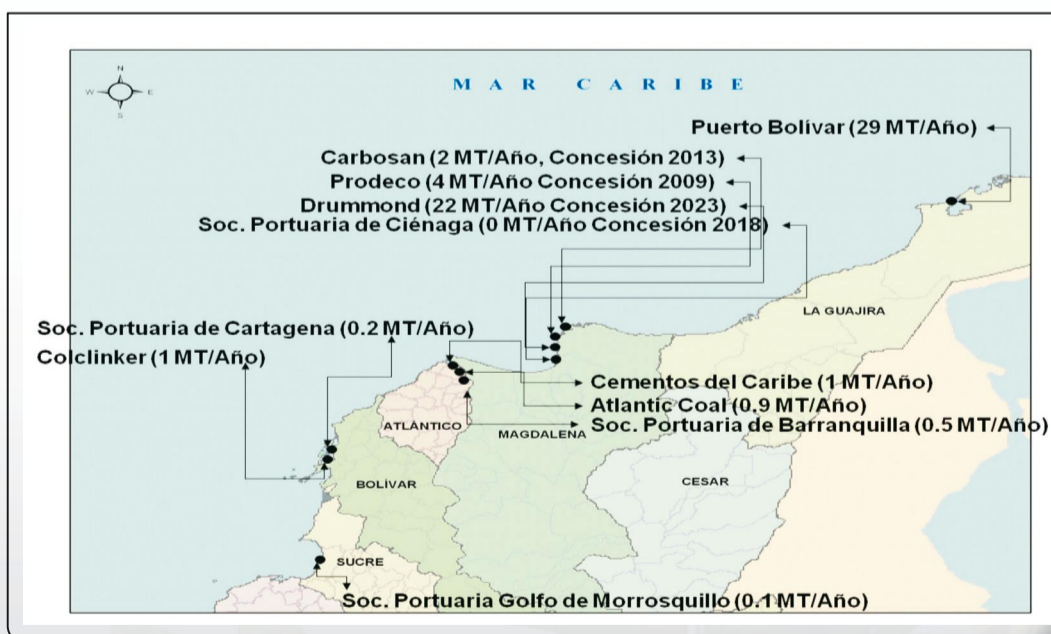 N
W E
S
MAR CARIBE
Puerto Bolívar (29 MT/Año)
Carbosan (2 MT/Año, Concesión 2013)
Prodeco (4 MT/Año Concesión 2009)
Drummond (22 MT/Año Concesión 2023)
Soc. Portuaria de Ciénaga (0 MT/Año Concesión 2018)
LA GUAJIRA
Soc. Portuaria de Cartagena (0.2 MT/Año)
Colclinker (1 MT/Año)
Cementos del Caribe (1 MT/Año)
Atlantic Coal (0.9 MT/Año)
Soc. Portuaria de Barranquilla (0.5 MT/Año)
ATLÁNTICO
MAGDALENA
BOLÍVAR
CESAR
SUCRE
Soc. Portuaria Golfo de Morrosquillo (0.1 MT/Año)